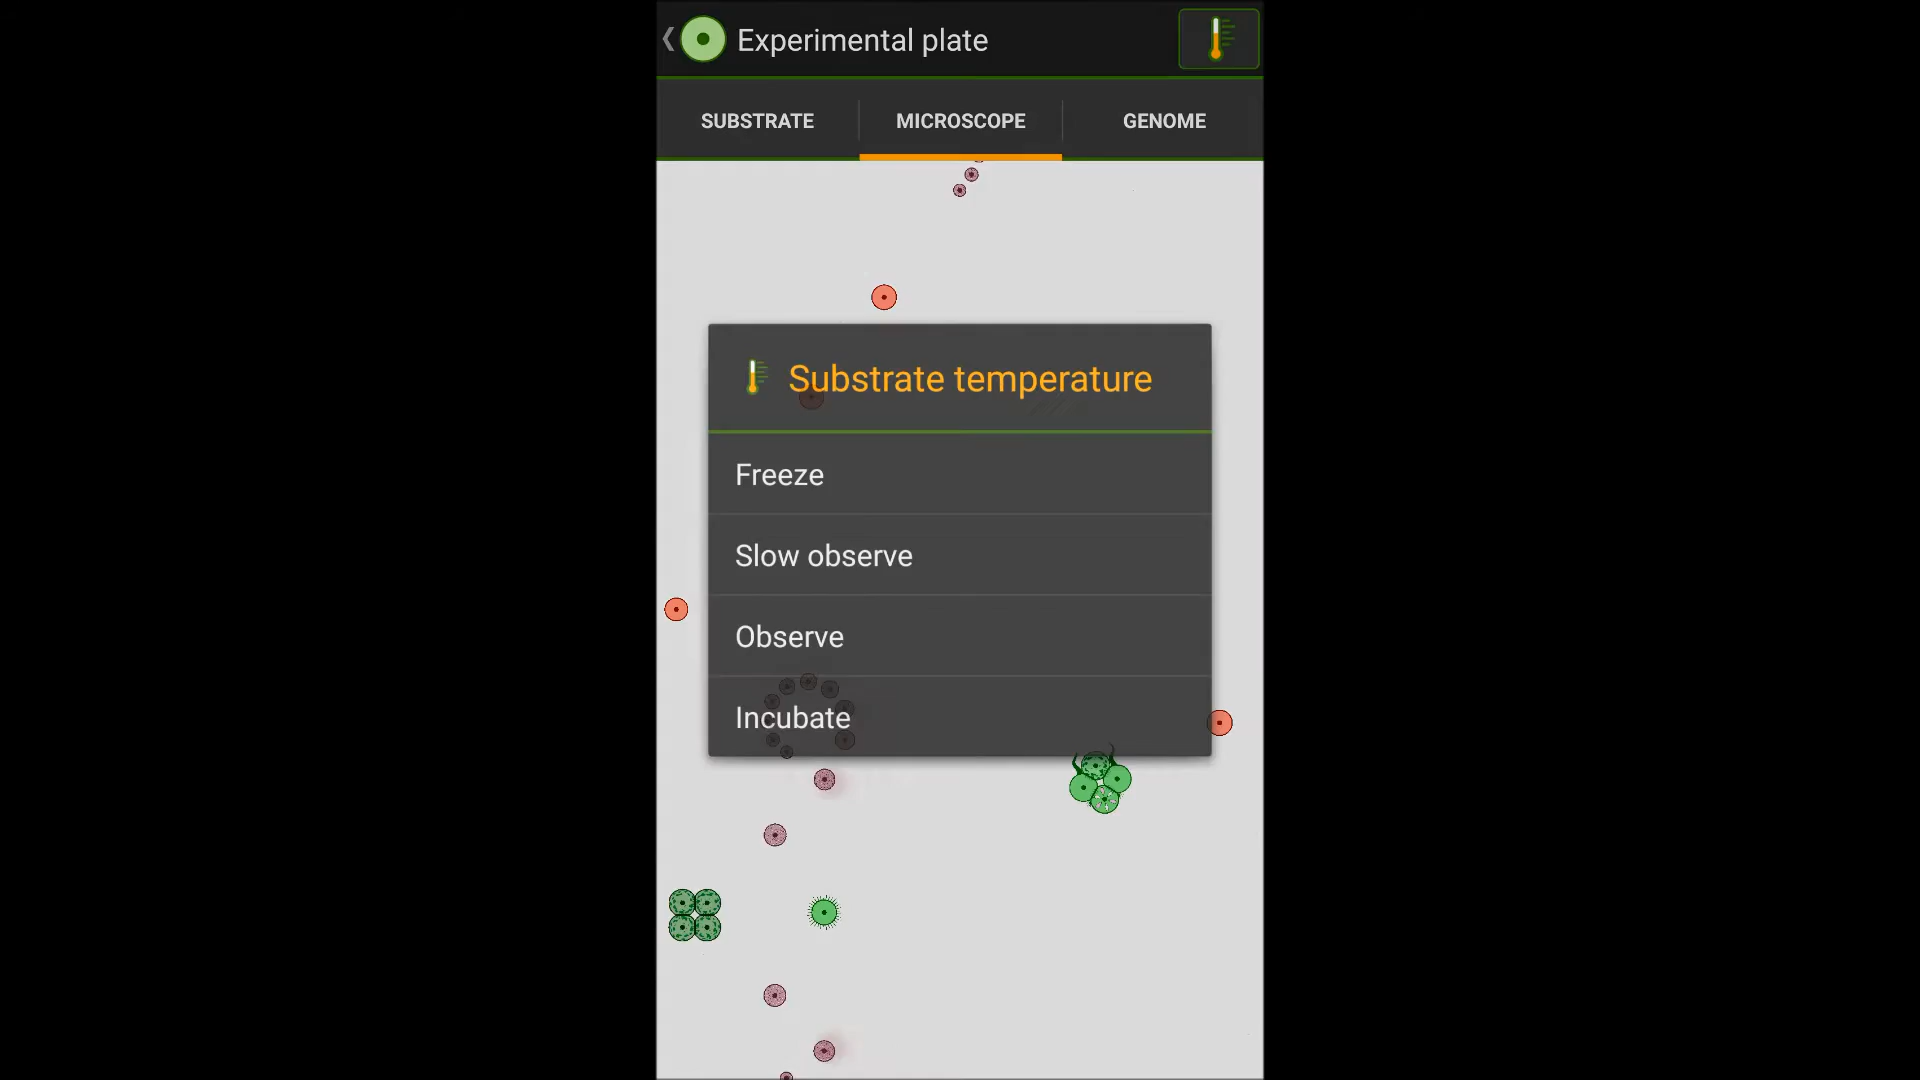 Experimental plate
SUBSTRATE MICROSCOPE GENOME
Substrate temperature
Freeze
Slow observe
Observe
Incubate